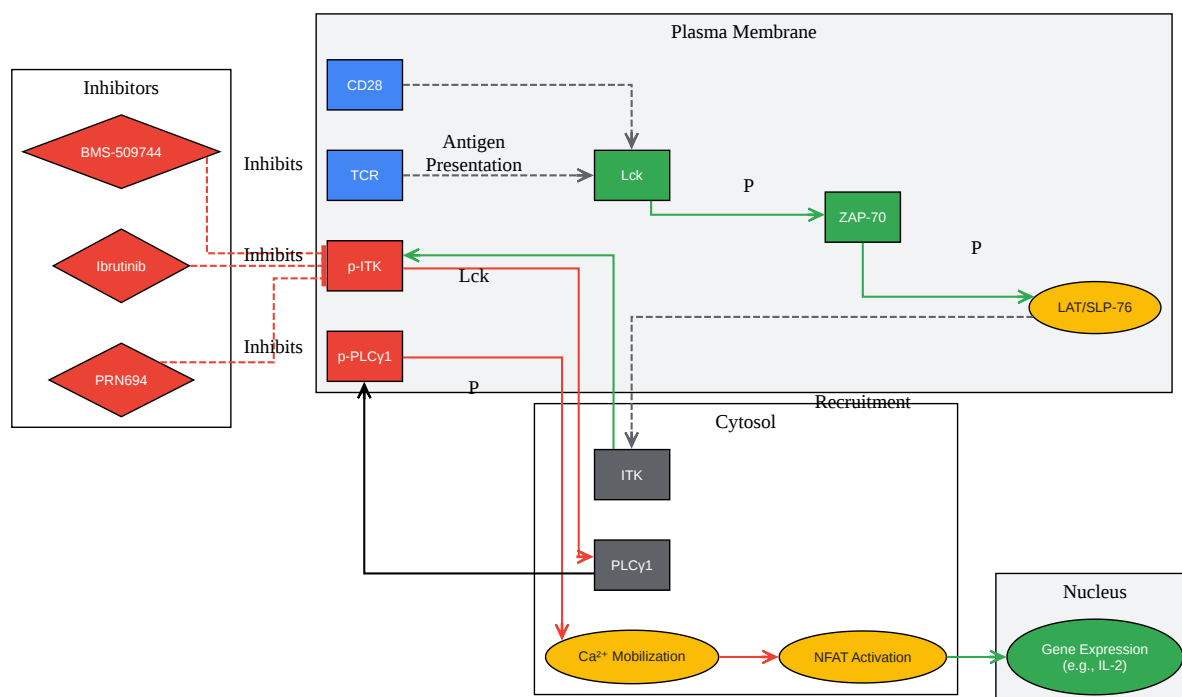 Plasma Membrane
Inhibitors
CD28
BMS-509744
Inhibits
Antigen
Presentation
TCR
Lck
P
ZAP-70
P
Ibrutinib
Inhibits
p-ITK
Lck
LAT/SLP-76
PRN694
Inhibits
p-PLCγ1
P
Recruitment
Cytosol
ITK
PLCγ1
Nucleus
Ca²⁺ Mobilization
NFAT Activation
Gene Expression
(e.g., IL-2)